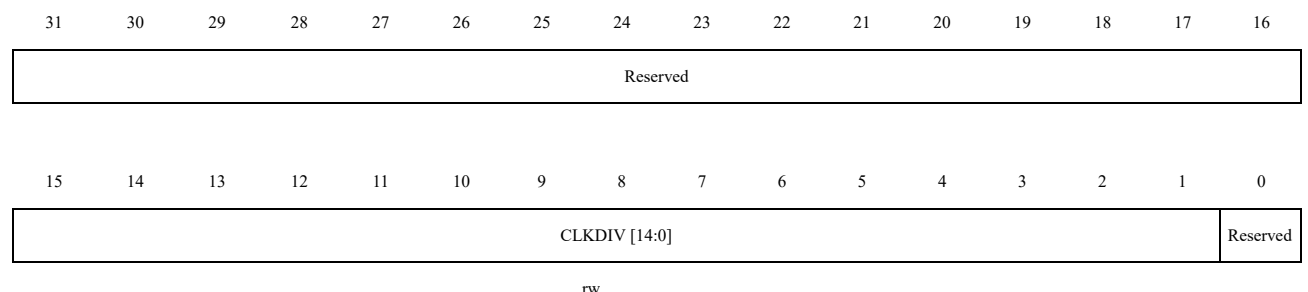 31 30 29 28 27 26 25 24 23 22 21 20 19 18 17 16
Reserved
15 14 13 12 11 10 9 8 7 6 5 4 3 2 1 0
CLKDIV [14:0] Reserved
rw